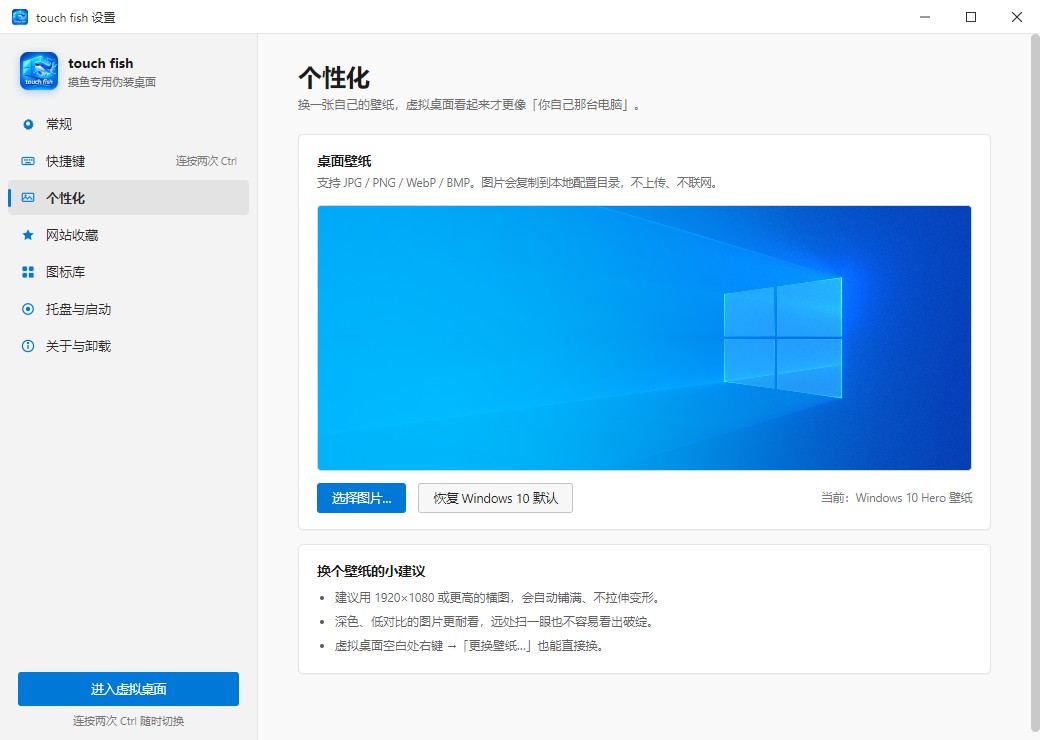 touch fish 设置
touch fish
touch fish
摸鱼专用伪装桌面
常规
快捷键 连按两次 Ctrl
个性化
网站收藏
图标库
托盘与启动
关于与卸载
进入虚拟桌面
连按两次 Ctrl 随时切换
个性化
换一张自己的壁纸，虚拟桌面看起来才更像「你自己那台电脑」。
桌面壁纸
支持 JPG / PNG / WebP / BMP。图片会复制到本地配置目录，不上传、不联网。
选择图片...
恢复 Windows 10 默认
当前：Windows 10 Hero 壁纸
换个壁纸的小建议
• 建议用 1920×1080 或更高的横图，会自动铺满、不拉伸变形。
• 深色、低对比的图片更耐看，远处扫一眼也不容易看出破绽。
• 虚拟桌面空白处右键 →「更换壁纸...」也能直接换。